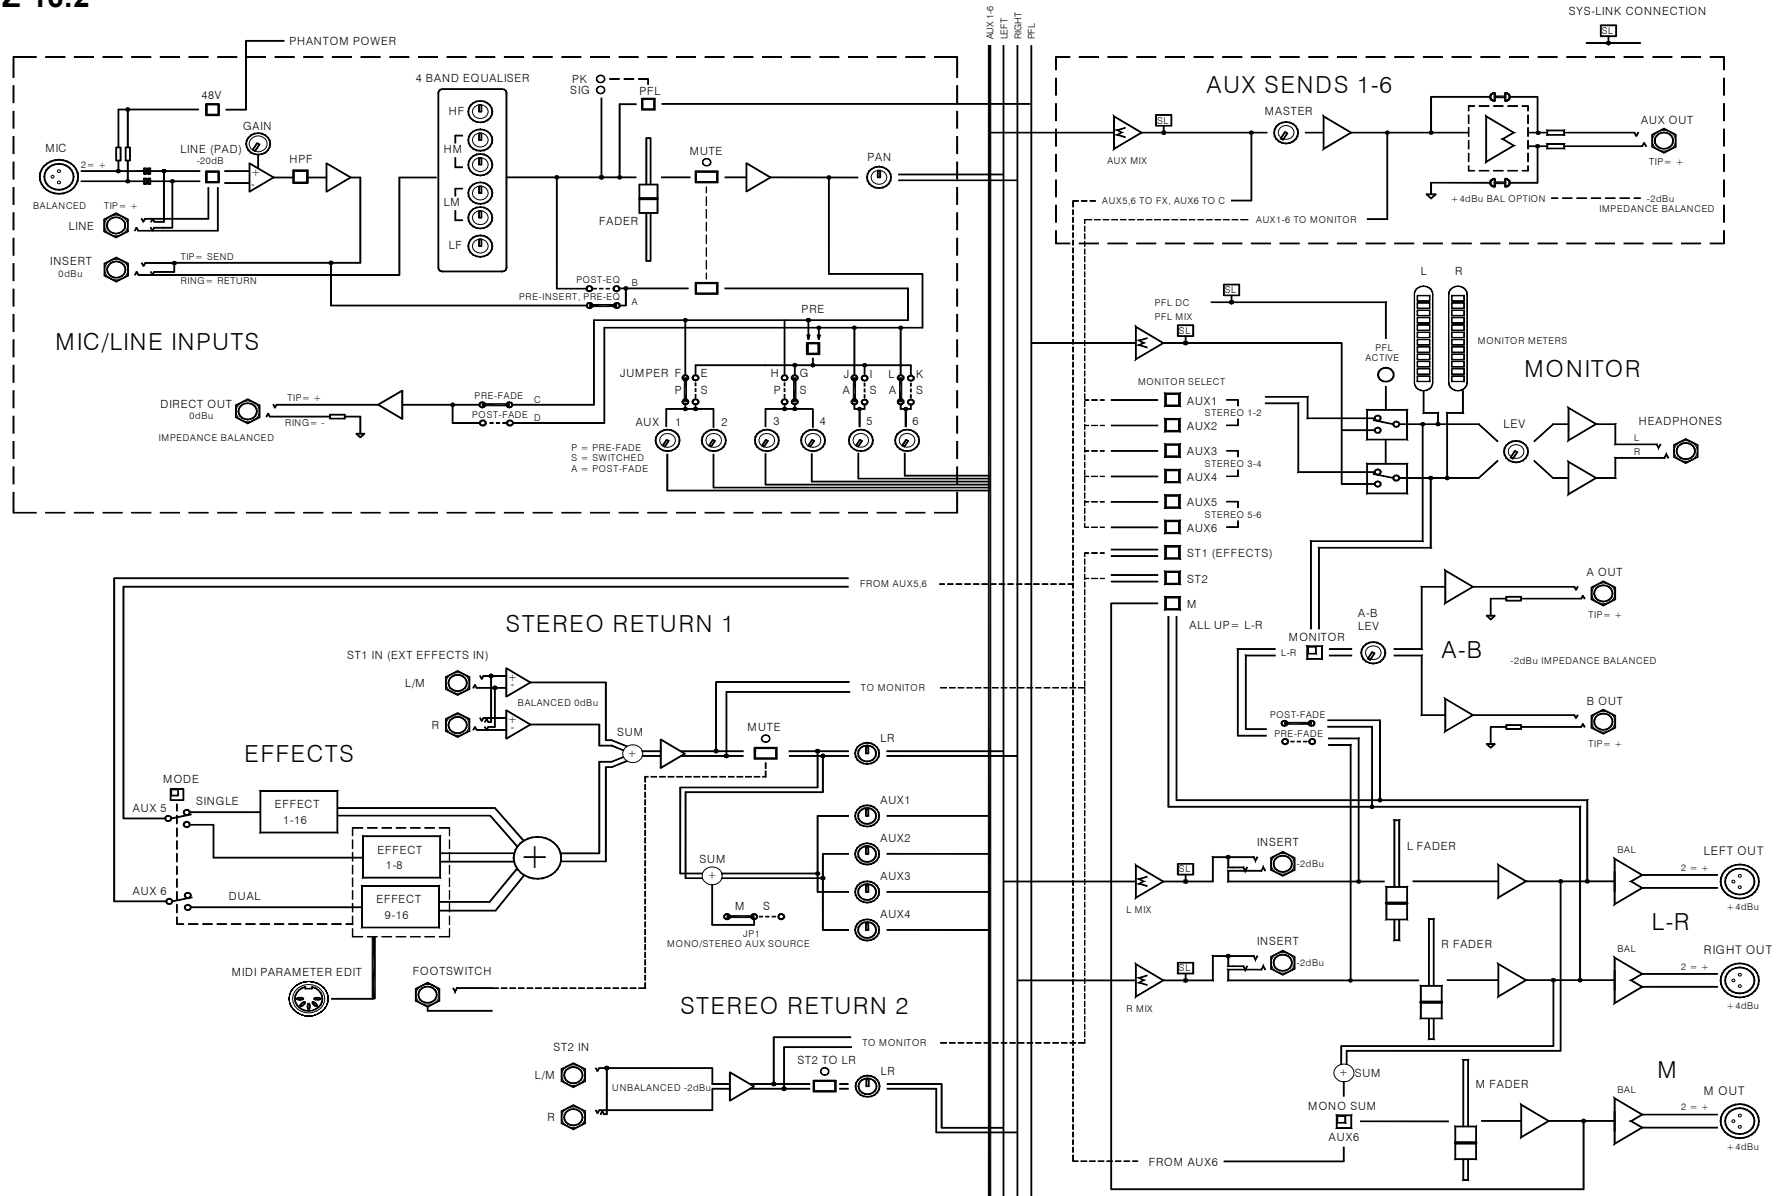 SYS-LINK CONNECTION
SL
AUX 1-6
LEFT
RIGHT
PFL
PHANTOM POWER
48V
GAIN
MIC
2= +
LINE (PAD)
-20dB
HPF
+
-
BALANCED
TIP= +
LINE
INSERT
0dBu
TIP= SEND
RING= RETURN
4 BAND EQUALISER
HF
HM
LM
LF
PK
SIG
PFL
MUTE
FADER
PAN
POST-EQ
B
PRE-INSERT, PRE-EQ
A
PRE
MIC/LINE INPUTS
JUMPER
F E
H G
J I
L K
P S
P S
A S
A S
DIRECT OUT
0dBu
TIP= +
RING= -
IMPEDANCE BALANCED
PRE-FADE
C
POST-FADE
D
AUX 1 2 3 4 5 6
P = PRE-FADE
S = SWITCHED
A = POST-FADE
AUX SENDS 1-6
SL
AUX MIX
MASTER
AUX OUT
TIP= +
AUX5,6 TO FX, AUX6 TO C
AUX1-6 TO MONITOR
+4dBu BAL OPTION
-2dBu
IMPEDANCE BALANCED
L R
PFL DC
SL
PFL MIX
SL
PFL
ACTIVE
MONITOR METERS
MONITOR
MONITOR SELECT
AUX1
STEREO 1-2
AUX2
AUX3
STEREO 3-4
AUX4
AUX5
STEREO 5-6
AUX6
ST1 (EFFECTS)
ST2
M
ALL UP= L-R
LEV
HEADPHONES
L
R
MONITOR
L-R
A-B
LEV
A OUT
TIP= +
A-B
-2dBu IMPEDANCE BALANCED
B OUT
TIP= +
POST-FADE
PRE-FADE
FROM AUX5,6
STEREO RETURN 1
ST1 IN (EXT EFFECTS IN)
L/M
+
-
BALANCED 0dBu
R
+
-
SUM
+
TO MONITOR
MUTE
LR
AUX1
AUX2
AUX3
AUX4
SUM
+
M S
JP1
MONO/STEREO AUX SOURCE
EFFECTS
MODE
AUX 5
SINGLE
EFFECT
1-16
EFFECT
1-8
+
AUX 6
DUAL
EFFECT
9-16
MIDI PARAMETER EDIT
FOOTSWITCH
STEREO RETURN 2
ST2 IN
L/M
UNBALANCED -2dBu
R
TO MONITOR
ST2 TO LR
LR
L MIX
SL
INSERT
-2dBu
L FADER
BAL
LEFT OUT
2 = +
+4dBu
L-R
R MIX
SL
INSERT
-2dBu
R FADER
BAL
RIGHT OUT
2 = +
+4dBu
+ SUM
MONO SUM
AUX6
FROM AUX6
M FADER
M
BAL
M OUT
2 = +
+4dBu